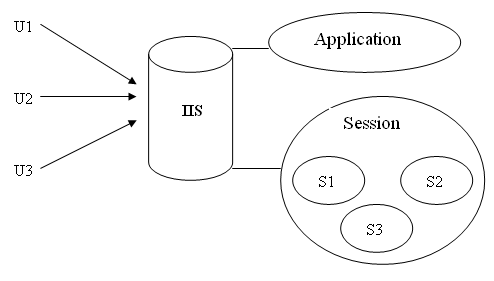 U1
Application
U2
IIS
Session
U3
S1
S2
S3